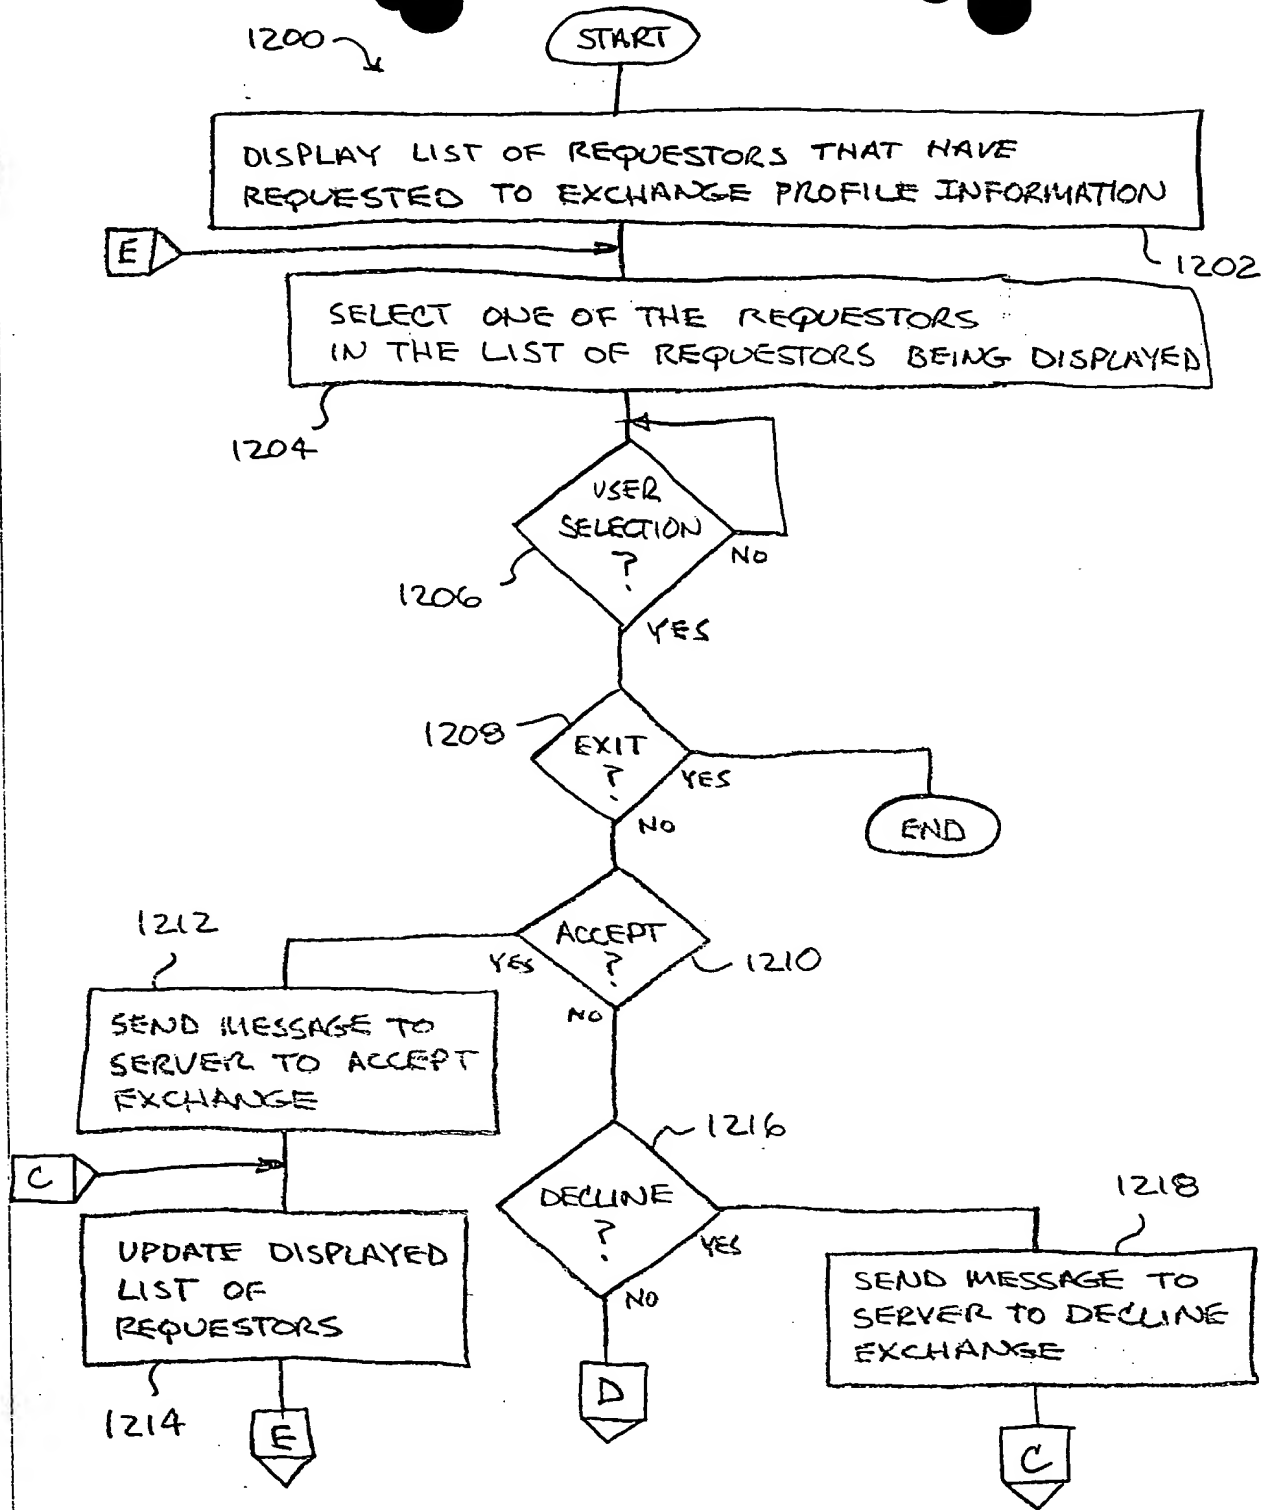 1200
START
DISPLAY LIST OF REQUESTORS THAT HAVE
REQUESTED TO EXCHANGE PROFILE INFORMATION
E
1202
SELECT ONE OF THE REQUESTORS
IN THE LIST OF REQUESTORS BEING DISPLAYED
1204
USER
SELECTION
?
NO
1206
YES
1208
EXIT
?
YES
NO
END
1212
ACCEPT
?
YES
1210
NO
SEND MESSAGE TO
SERVER TO ACCEPT
EXCHANGE
1216
C
DECLINE
?
YES
1218
NO
UPDATE DISPLAYED
LIST OF
REQUESTORS
SEND MESSAGE TO
SERVER TO DECLINE
EXCHANGE
1214
E
D
C